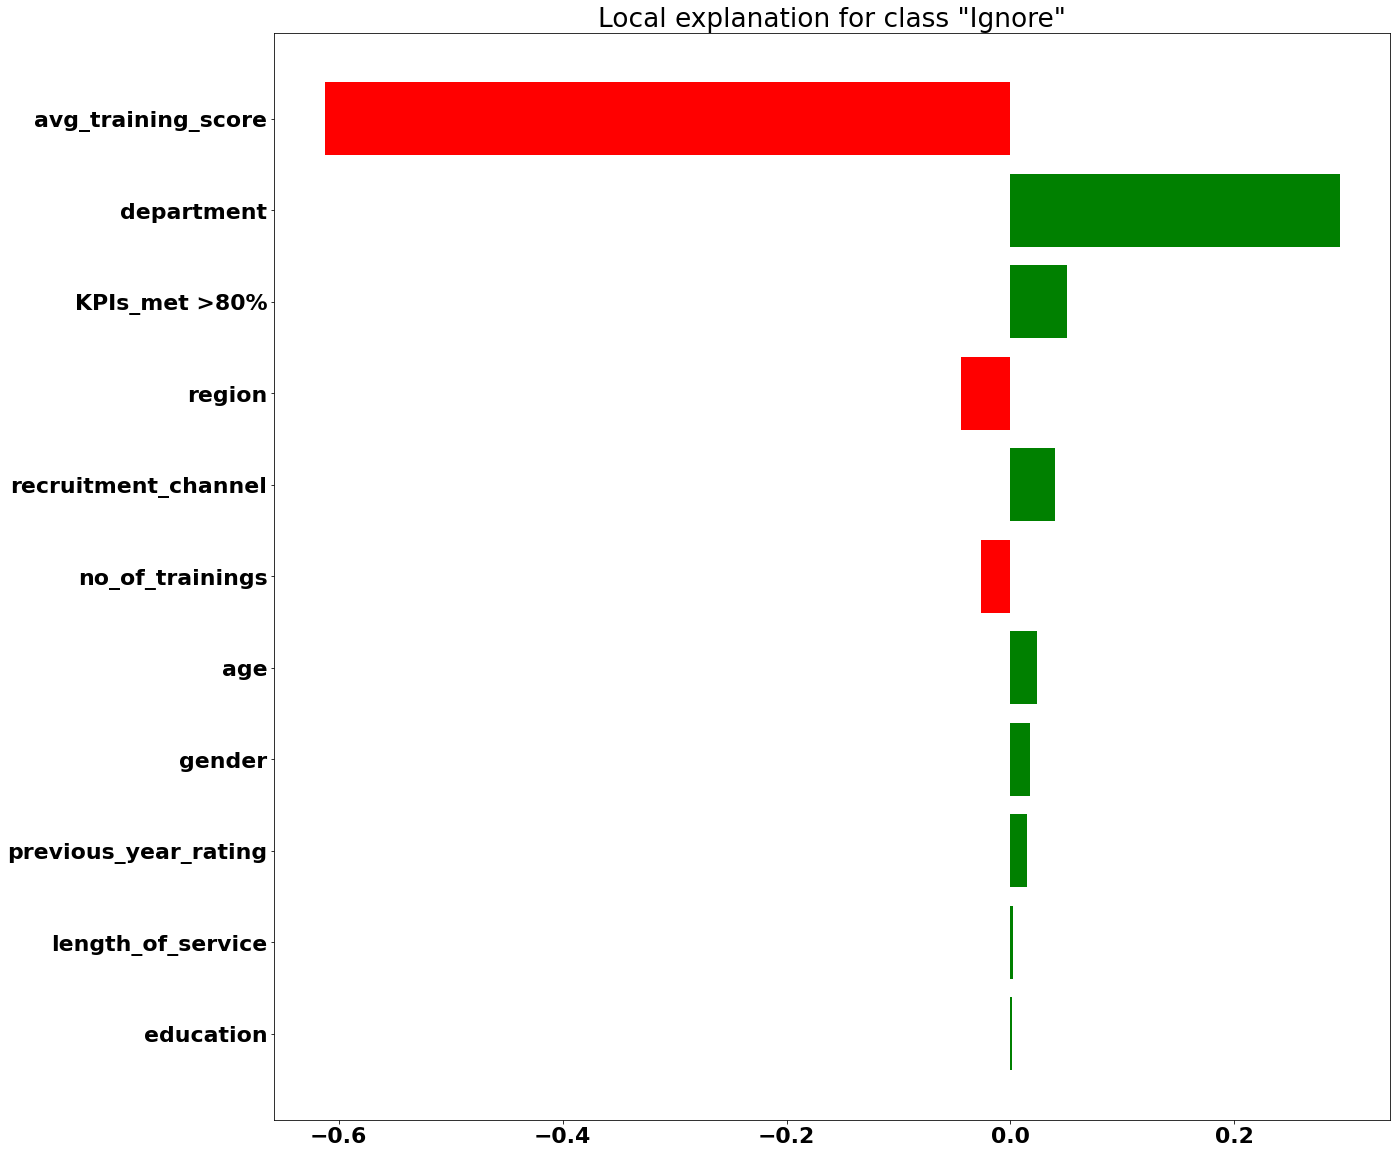 Local explanation for class "Ignore"
avg_training_score
department
KPIs_met >80%
region
recruitment_channel
no_of_trainings
age
gender
previous_year_rating
length_of_service
education
−0.6 −0.4 −0.2 0.0 0.2